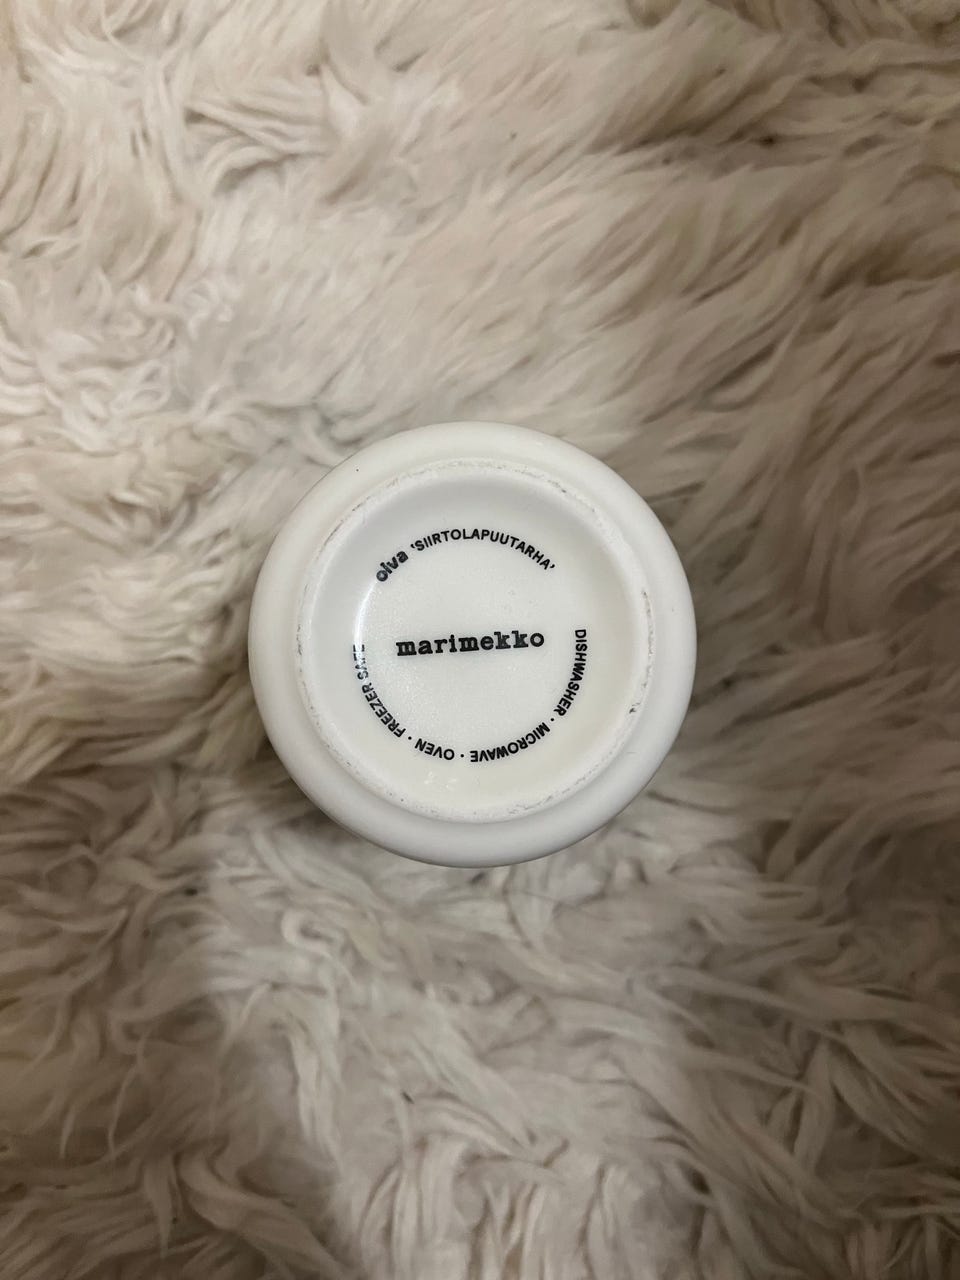 oiva 'SIIRTOLAPUUTARHA'
marimekko
DISHWASHER · MICROWAVE · OVEN · FREEZER SAFE